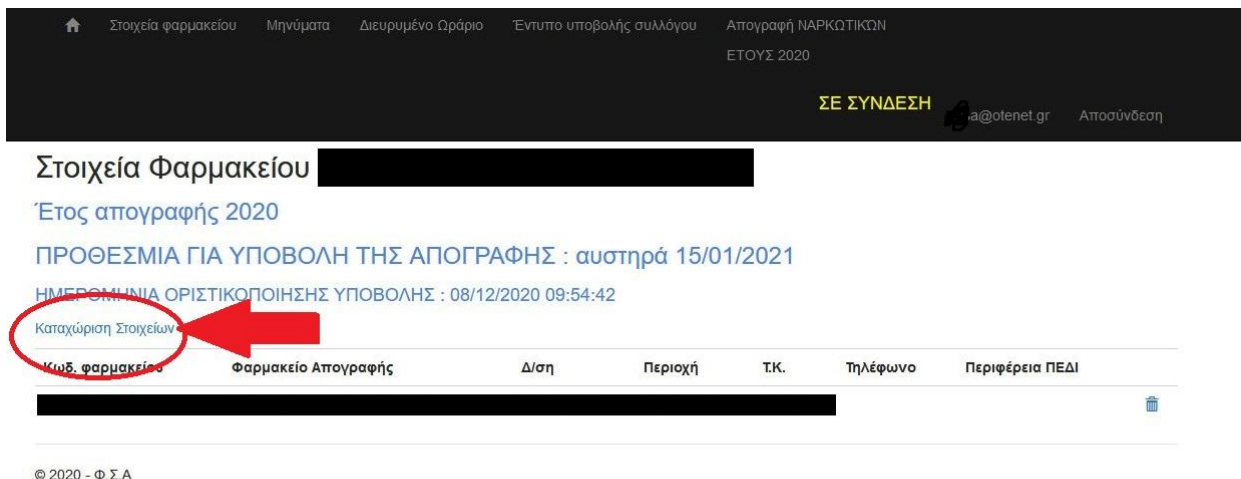 Στοιχεία φαρμακείου Μηνύματα Διευρυμένο Ωράριο Έντυπο υποβολής συλλόγου Απογραφή ΝΑΡΚΩΤΙΚΏΝ
ΕΤΟΥΣ 2020
ΣΕ ΣΥΝΔΕΣΗ a@otenet.gr Αποσύνδεση
Στοιχεία Φαρμακείου
Έτος απογραφής 2020
ΠΡΟΘΕΣΜΙΑ ΓΙΑ ΥΠΟΒΟΛΗ ΤΗΣ ΑΠΟΓΡΑΦΗΣ : αυστηρά 15/01/2021
ΗΜΕΡΟΜΗΝΙΑ ΟΡΙΣΤΙΚΟΠΟΙΗΣΗΣ ΥΠΟΒΟΛΗΣ : 08/12/2020 09:54:42
Καταχώριση Στοιχείων
Κωδ. φαρμακείου Φαρμακείο Απογραφής Δ/ση Περιοχή Τ.Κ. Τηλέφωνο Περιφέρεια ΠΕΔΙ
© 2020 - Φ.Σ.Α